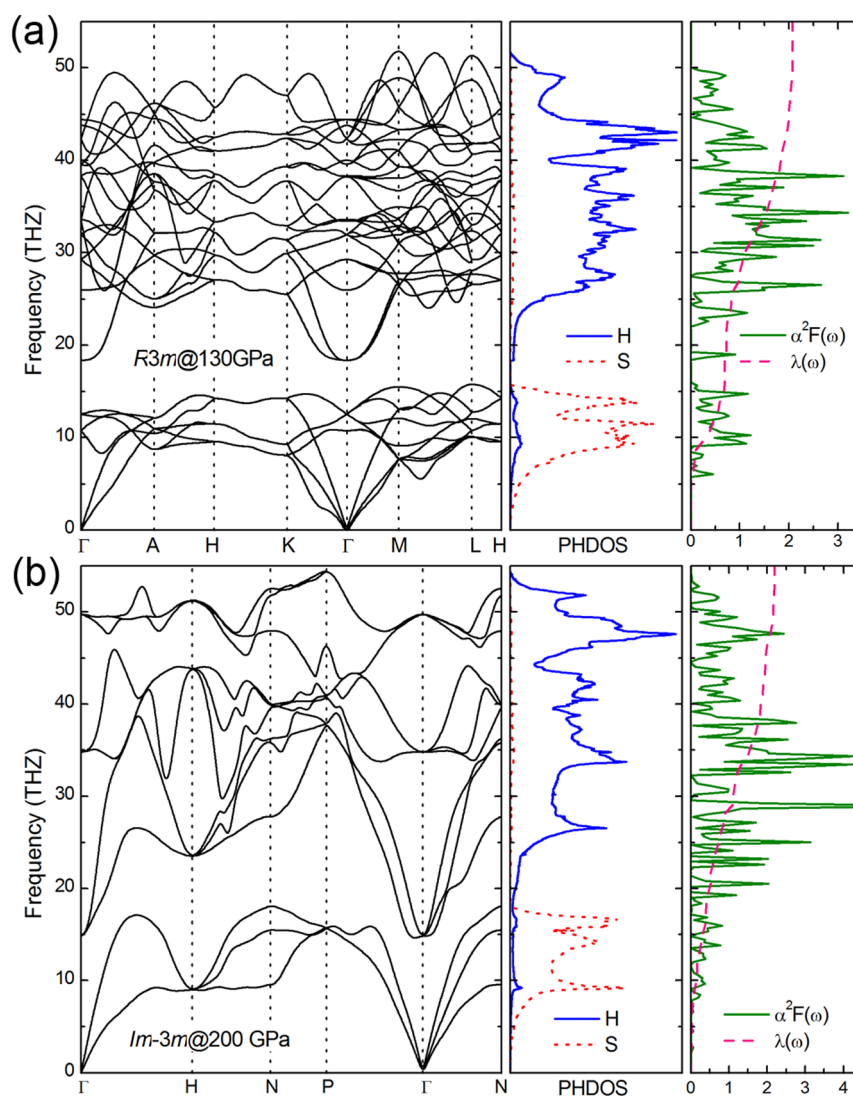 (a)
50
40
30
20
10
0
Frequency (THZ)
R3m@130GPa
Γ A H K Γ M L H
H
S
PHDOS
α²F(ω)
λ(ω)
0 1 2 3
(b)
50
40
30
20
10
0
Frequency (THZ)
Im-3m@200 GPa
Γ H N P Γ N
H
S
PHDOS
α²F(ω)
λ(ω)
0 1 2 3 4